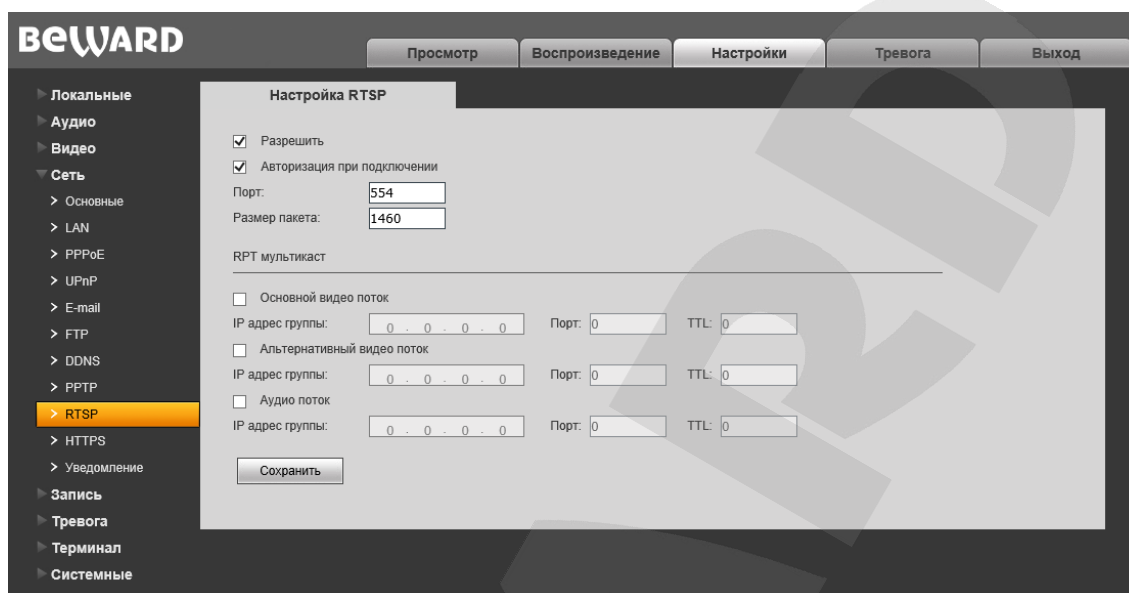 BEWARD
Просмотр Воспроизведение Настройки Тревога Выход
Локальные
Аудио
Видео
Сеть
> Основные
> LAN
> PPPoE
> UPnP
> E-mail
> FTP
> DDNS
> PPTP
> RTSP
> HTTPS
> Уведомление
Запись
Тревога
Терминал
Системные
Настройка RTSP
Разрешить
Авторизация при подключении
Порт: 554
Размер пакета: 1460
RPT мультикаст
Основной видео поток
IP адрес группы: 0 . 0 . 0 . 0 Порт: 0 TTL: 0
Альтернативный видео поток
IP адрес группы: 0 . 0 . 0 . 0 Порт: 0 TTL: 0
Аудио поток
IP адрес группы: 0 . 0 . 0 . 0 Порт: 0 TTL: 0
Сохранить